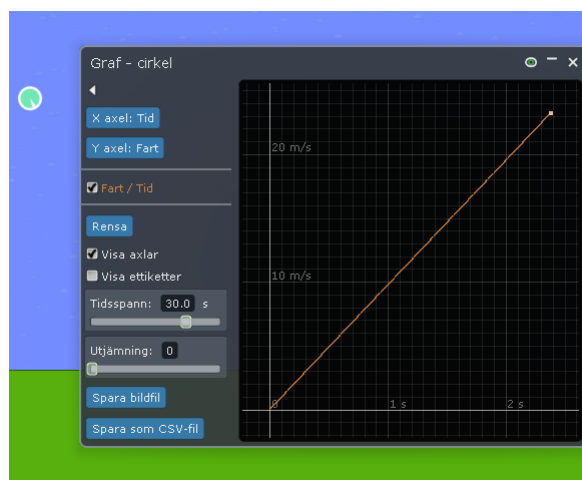 Graf - cirkel
X axel: Tid
Y axel: Fart
Fart / Tid
Rensa
Visa axlar
Visa ettiketter
Tidsspann: 30.0 s
Utjämning: 0
Spara bildfil
Spara som CSV-fil
20 m/s
10 m/s
0 1 s 2 s